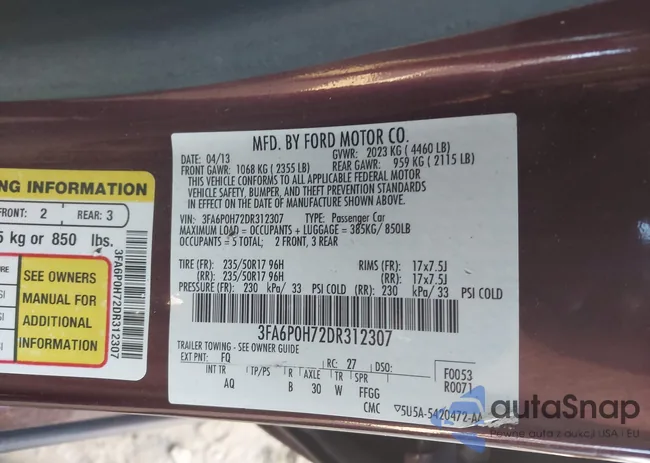 NG INFORMATION
FRONT: 2 REAR: 3
5 kg or 850 lbs.
SEE OWNERS
MANUAL FOR
ADDITIONAL
INFORMATION
3FA6P0H72DR312307
MFD. BY FORD MOTOR CO.
DATE: 04/13 GVWR: 2023 KG ( 4460 LB)
FRONT GAWR: 1068 KG ( 2355 LB) REAR GAWR: 959 KG ( 2115 LB)
THIS VEHICLE CONFORMS TO ALL APPLICABLE FEDERAL MOTOR
VEHICLE SAFETY, BUMPER, AND THEFT PREVENTION STANDARDS
IN EFFECT ON THE DATE OF MANUFACTURE SHOWN ABOVE.
VIN: 3FA6P0H72DR312307 TYPE: Passenger Car
MAXIMUM LOAD = OCCUPANTS + LUGGAGE = 385KG/ 850LB
OCCUPANTS = 5 TOTAL; 2 FRONT, 3 REAR
TIRE (FR): 235/50R17 96H RIMS (FR): 17x7.5J
(RR): 235/50R17 96H (RR): 17x7.5J
PRESSURE (FR): 230 kPa/ 33 PSI COLD (RR): 230 kPa/ 33 PSI COLD
3FA6P0H72DR312307
TRAILER TOWING - SEE OWNER GUIDE
EXT PNT: FQ RC: 27 DSO: F0053
INT TR TP/PS R AXLE TR SPR R0071
AQ B 30 W FFGG
CMC 5U5A-5420472-AA
autaSnap
Pewne auto z aukcji USA i EU